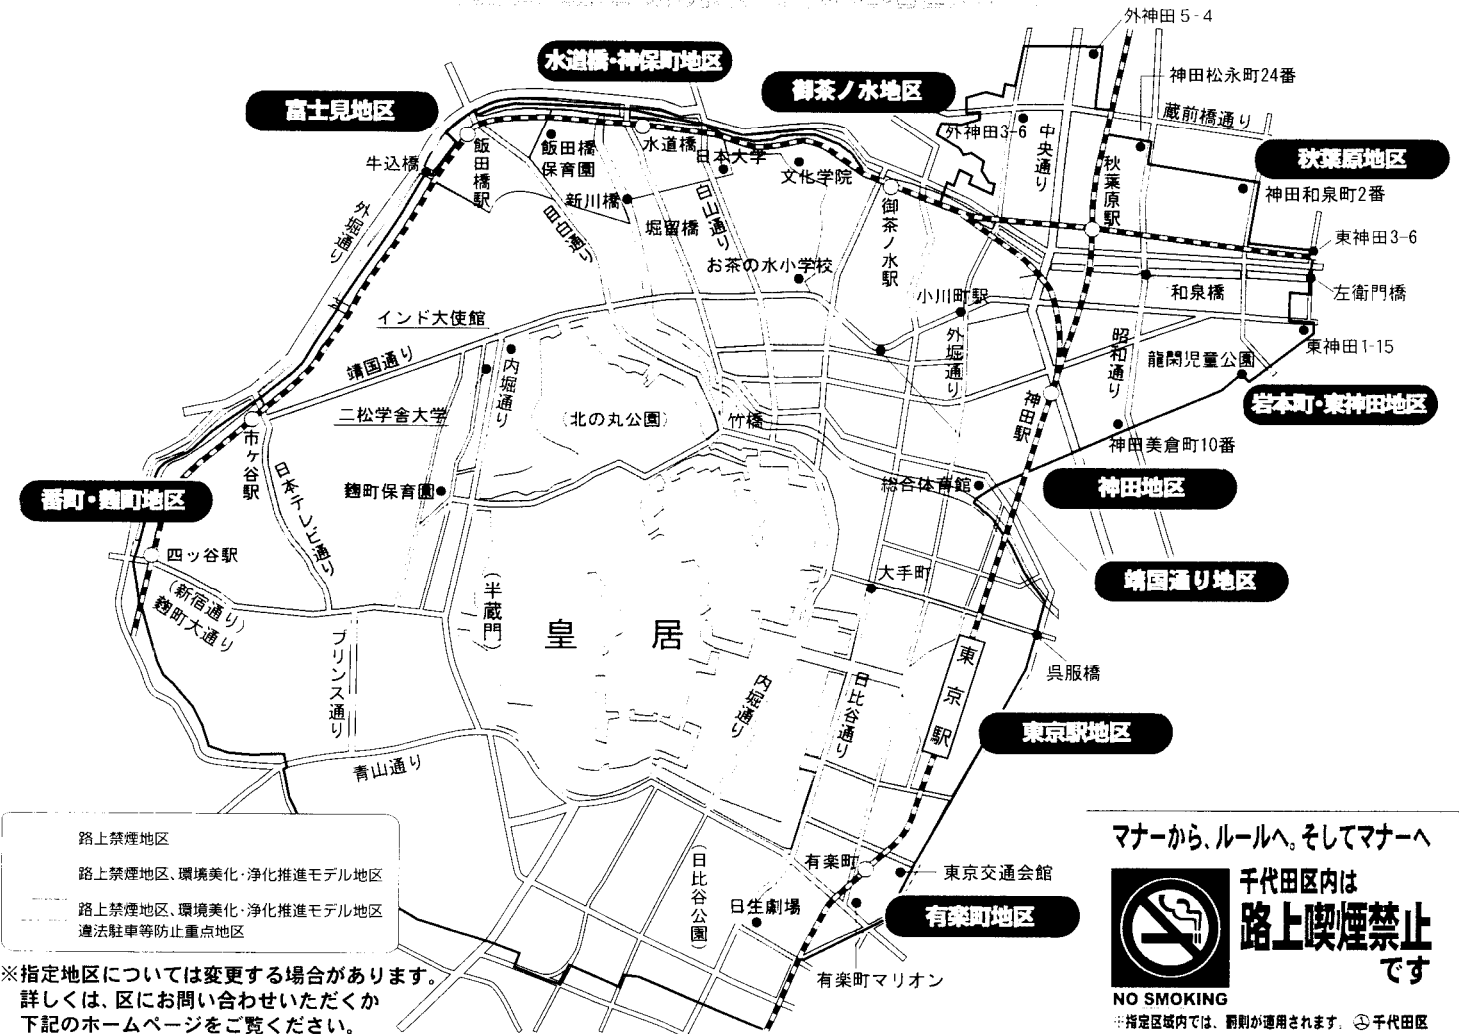 外神田5-4
水道橋・神保町地区
神田松永町24番
御茶ノ水地区
富士見地区
蔵前橋通り
外神田3-6
中央通り
飯田橋駅
飯田橋
保育園
水道橋
日本大学
牛込橋
文化学院
秋葉原駅
秋葉原地区
神田和泉町2番
新川橋
目白通り
白山通り
御茶ノ水駅
外堀通り
堀留橋
東神田3-6
お茶の水小学校
小川町駅
和泉橋
左衛門橋
インド大使館
靖国通り
内堀通り
外堀通り
昭和通り
東神田1-15
龍閑児童公園
二松学舎大学
(北の丸公園)
竹橋
神田駅
岩本町・東神田地区
市ヶ谷駅
神田美倉町10番
日本テレビ通り
麹町保育園
総合体育館
神田地区
番町・麹町地区
四ッ谷駅
大手町
靖国通り地区
(新宿通り)
麹町大通り
(半蔵門)
皇居
プリンス通り
東京駅
呉服橋
内堀通り
日比谷通り
東京駅地区
青山通り
路上禁煙地区
路上禁煙地区、環境美化・浄化推進モデル地区
路上禁煙地区、環境美化・浄化推進モデル地区
違法駐車等防止重点地区
有楽町
東京交通会館
(日比谷公園)
日生劇場
有楽町地区
有楽町マリオン
※指定地区については変更する場合があります。
詳しくは、区にお問い合わせいただくか
下記のホームページをご覧ください。
マナーから、ルールへ。そしてマナーへ
千代田区内は
路上喫煙禁止
です
NO SMOKING
※指定区域内では、罰則が適用されます。 千代田区